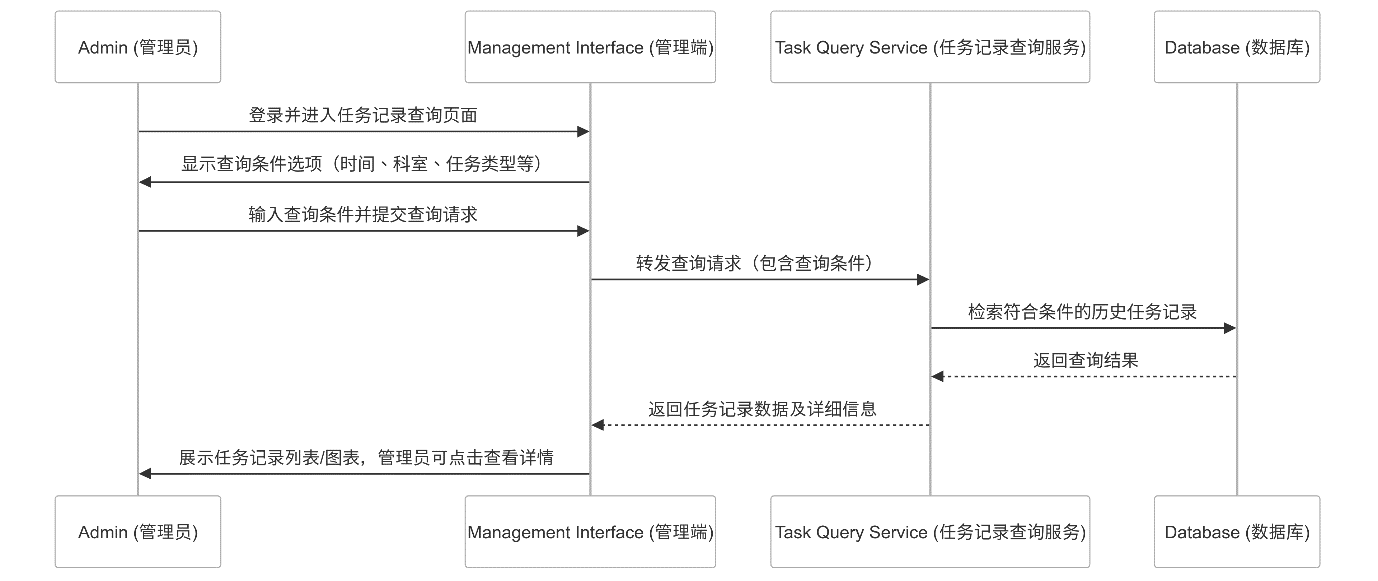 Admin (管理员)
Management Interface (管理端)
Task Query Service (任务记录查询服务)
Database (数据库)
登录并进入任务记录查询页面
显示查询条件选项（时间、科室、任务类型等）
输入查询条件并提交查询请求
转发查询请求（包含查询条件）
检索符合条件的历史任务记录
返回查询结果
返回任务记录数据及详细信息
展示任务记录列表/图表，管理员可点击查看详情
Admin (管理员)
Management Interface (管理端)
Task Query Service (任务记录查询服务)
Database (数据库)